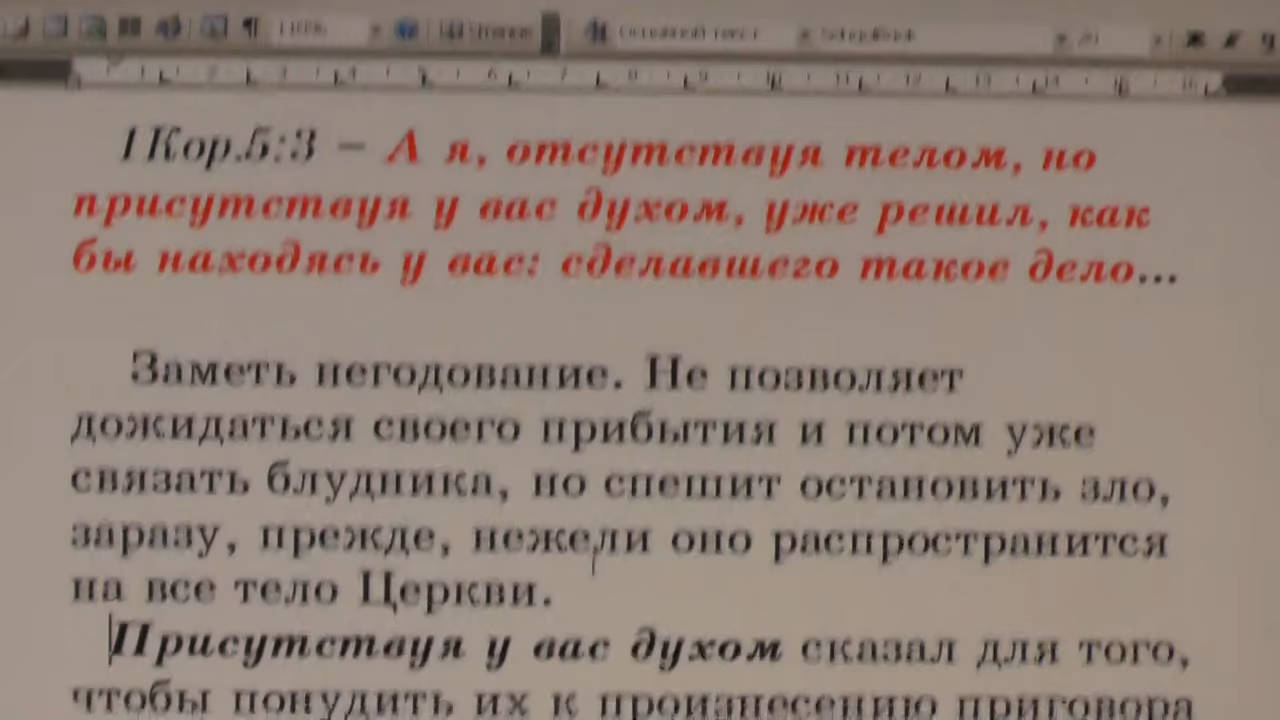 1Кор.5:3 – А я, отсутствуя телом, но
присутствуя у вас духом, уже решил, как
бы находясь у вас: сделавшего такое дело...
Заметь негодование. Не позволяет
дожидаться своего прибытия и потом уже
связать блудника, но спешит остановить зло,
заразу, прежде, нежели оно распространится
на все тело Церкви.
Присутствуя у вас духом сказал для того,
чтобы понудить их к произнесению приговора